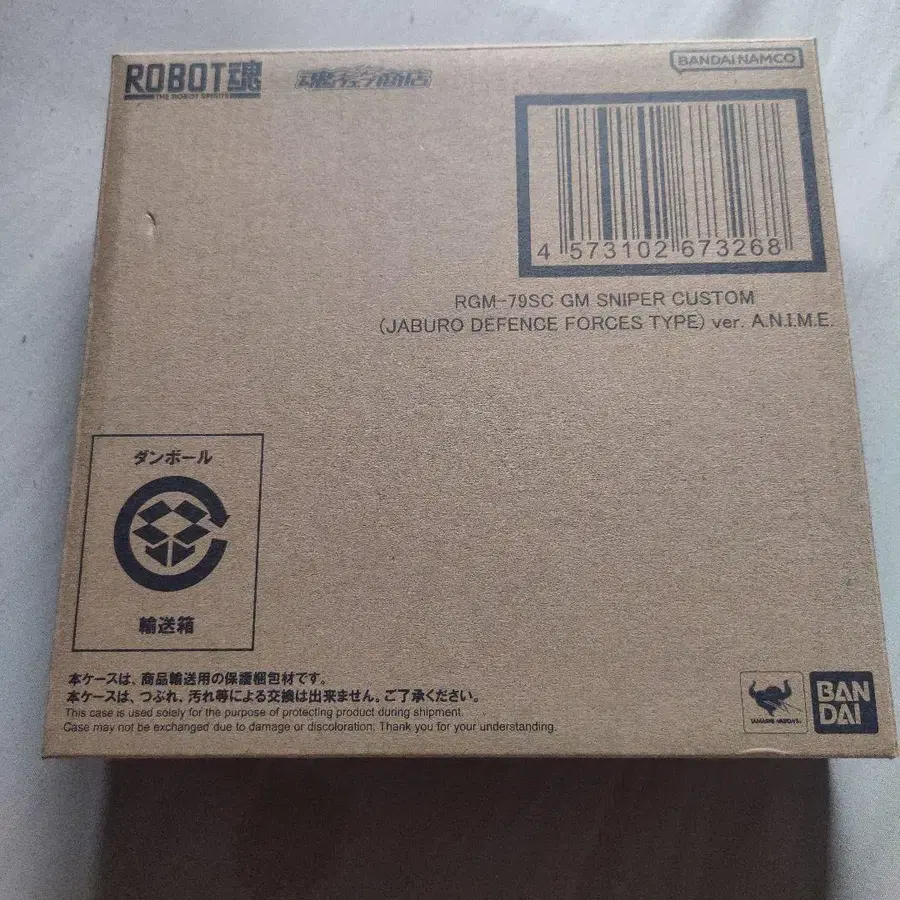 ROBOT魂
THE ROBOT SPIRITS
魂ウェブ商店
BANDAI NAMCO
4 573102 673268
RGM-79SC GM SNIPER CUSTOM
(JABURO DEFENCE FORCES TYPE) ver. A.N.I.M.E.
ダンボール
輸送箱
本ケースは、商品輸送用の保護梱包材です。
本ケースは、つぶれ、汚れ等による交換は出来ません。ご了承ください。
This case is used solely for the purpose of protecting product during shipment.
Case may not be exchanged due to damage or discoloration. Thank you for your understanding.
TAMASHII NATIONS
BAN
DAI